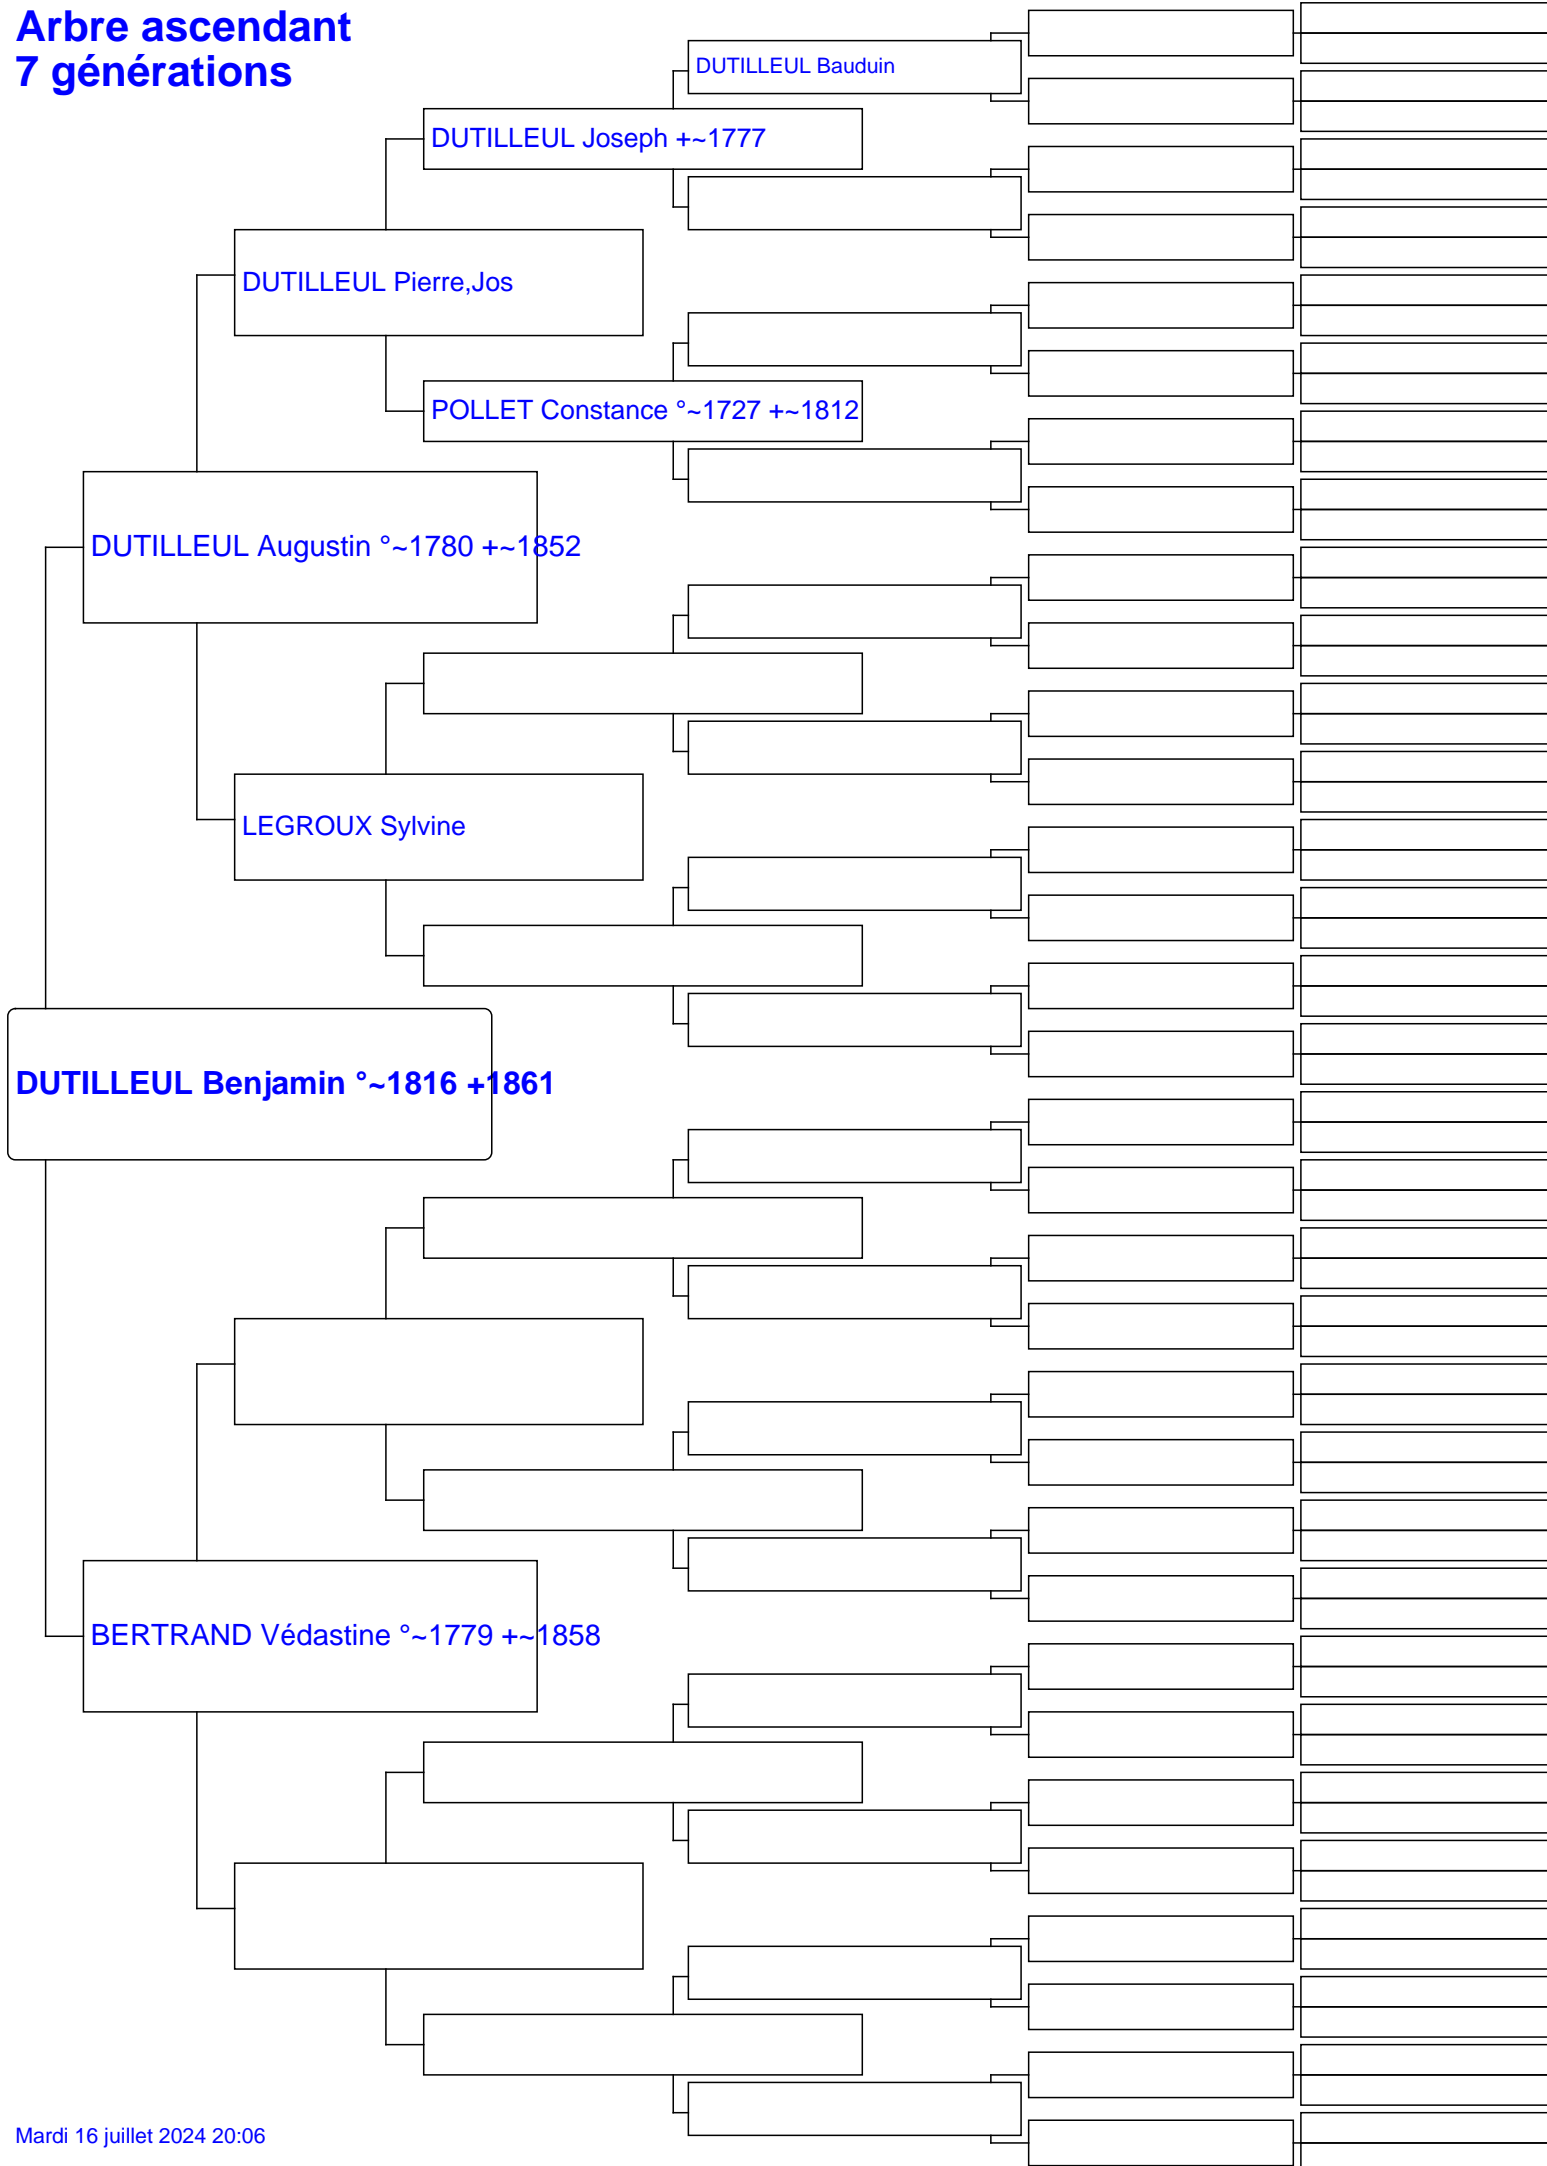 Arbre ascendant
7 générations
DUTILLEUL Bauduin
DUTILLEUL Joseph +~1777
DUTILLEUL Pierre,Jos
POLLET Constance °~1727 +~1812
DUTILLEUL Augustin °~1780 +~1852
LEGROUX Sylvine
DUTILLEUL Benjamin °~1816 +1861
BERTRAND Védastine °~1779 +~1858
Mardi 16 juillet 2024 20:06